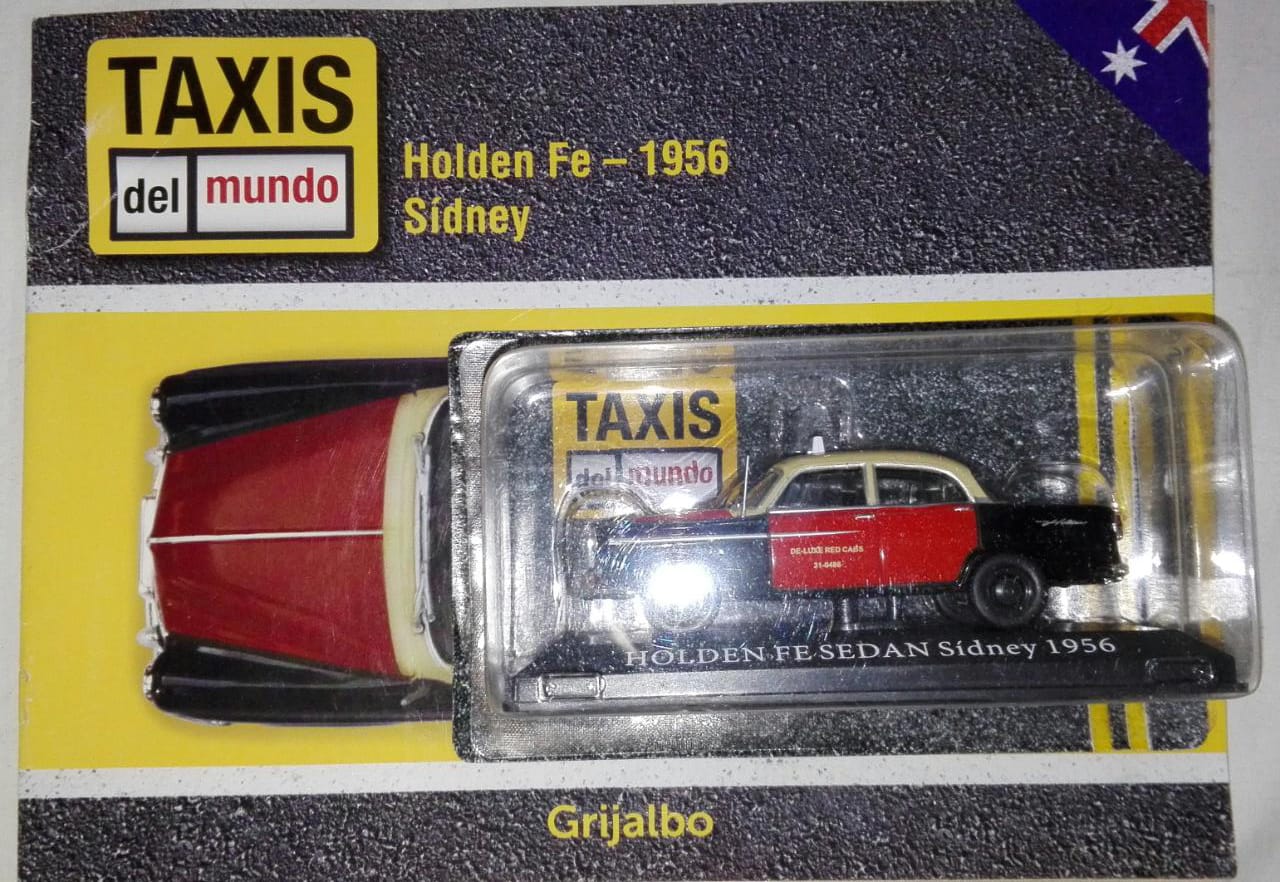 TAXIS
del mundo
Holden Fe – 1956
Sídney
TAXIS
del mundo
Holden
DE-LUXE RED CABS
HOLDEN FE SEDAN Sídney 1956
Grijalbo